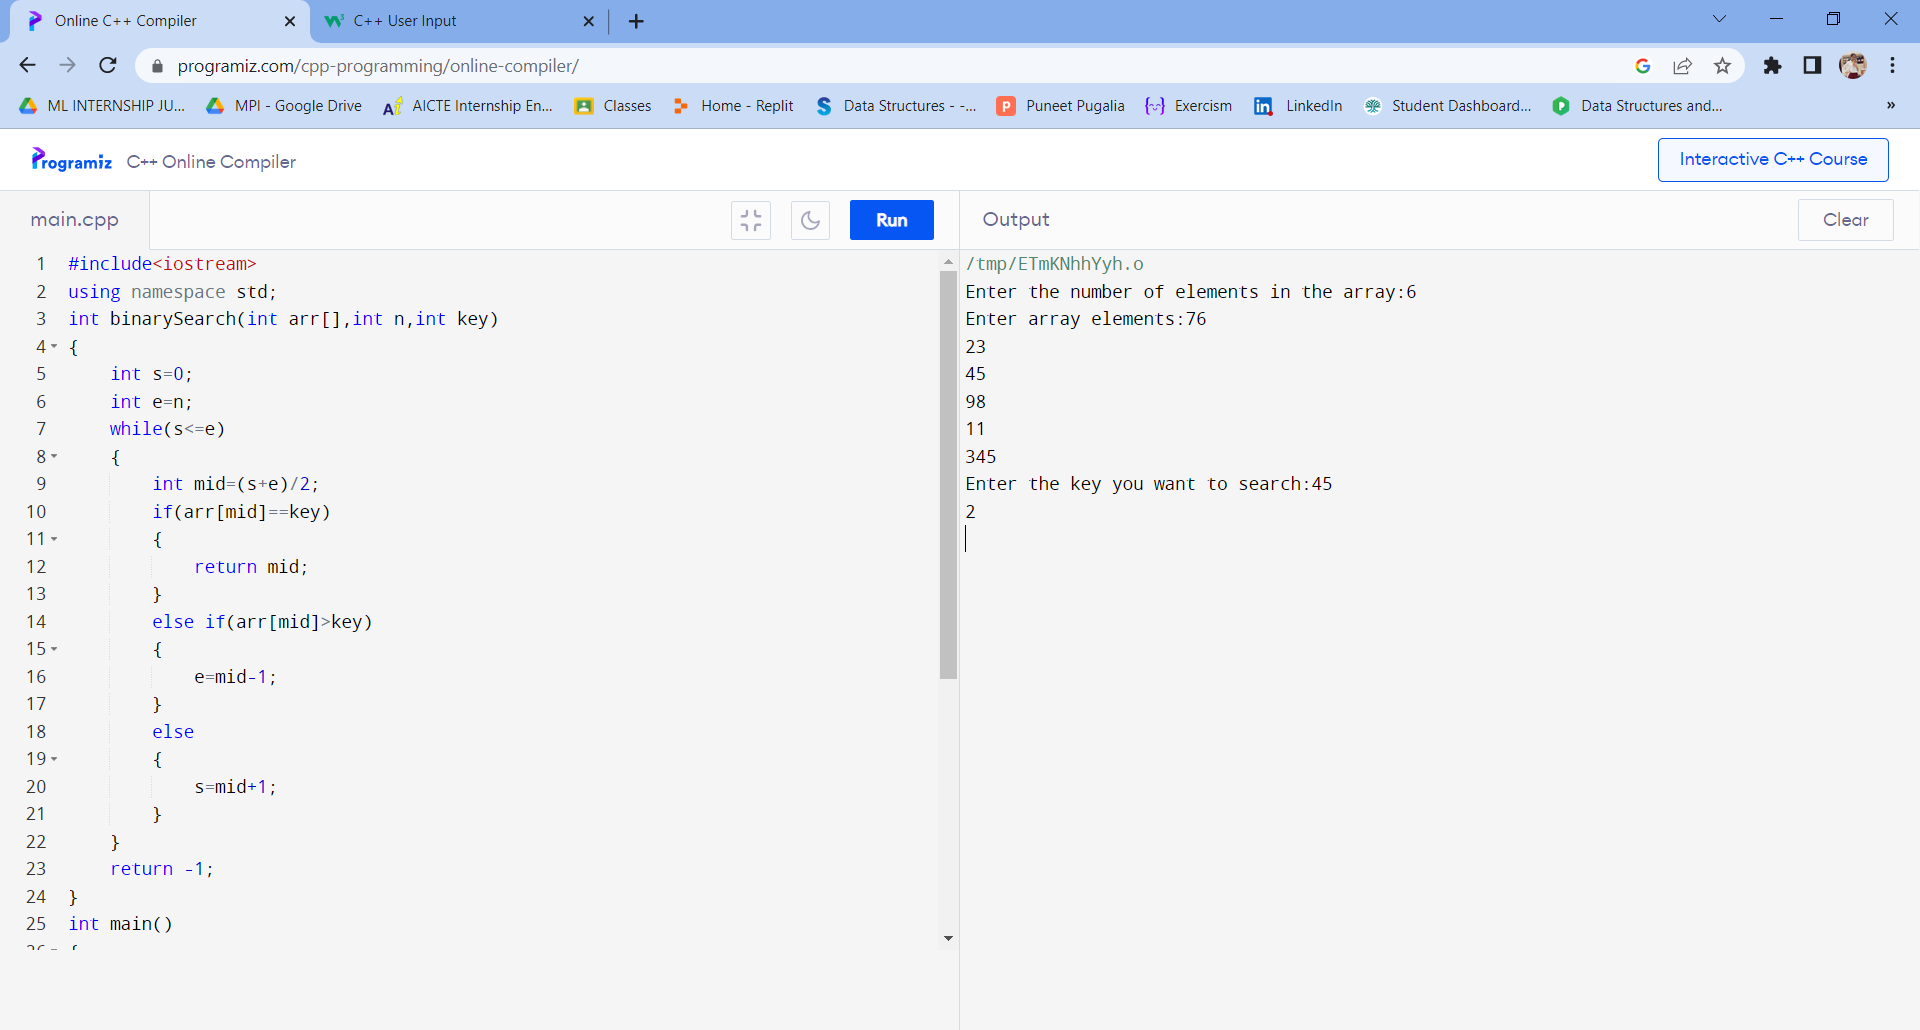 Online C++ Compiler
C++ User Input
programiz.com/cpp-programming/online-compiler/
ML INTERNSHIP JU...
MPI - Google Drive
AICTE Internship En...
Classes
Home - Replit
Data Structures - -...
Puneet Pugalia
Exercism
LinkedIn
Student Dashboard...
Data Structures and...
»
Programiz
C++ Online Compiler
Interactive C++ Course
main.cpp
Run
Output
Clear
1 #include<iostream>
2 using namespace std;
3 int binarySearch(int arr[],int n,int key)
4 {
5 int s=0;
6 int e=n;
7 while(s<=e)
8 {
9 int mid=(s+e)/2;
10 if(arr[mid]==key)
11 {
12 return mid;
13 }
14 else if(arr[mid]>key)
15 {
16 e=mid-1;
17 }
18 else
19 {
20 s=mid+1;
21 }
22 }
23 return -1;
24 }
25 int main()
26 {
/tmp/ETmKNhhYyh.o
Enter the number of elements in the array:6
Enter array elements:76
23
45
98
11
345
Enter the key you want to search:45
2